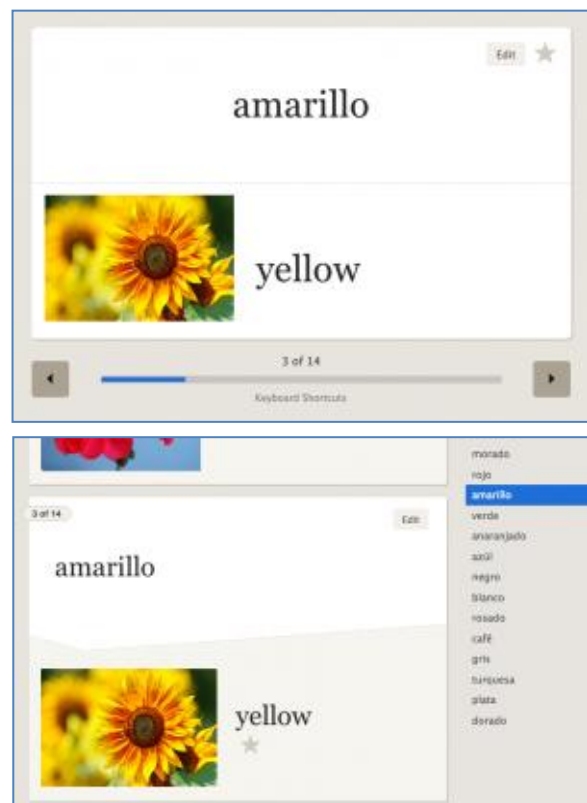 Edit
amarillo
yellow
3 of 14
Keyboard Shortcuts
3 of 14
Edit
amarillo
yellow
morado
rojo
amarillo
verde
anaranjado
azúl
negro
blanco
rosado
café
gris
turquesa
plata
dorado